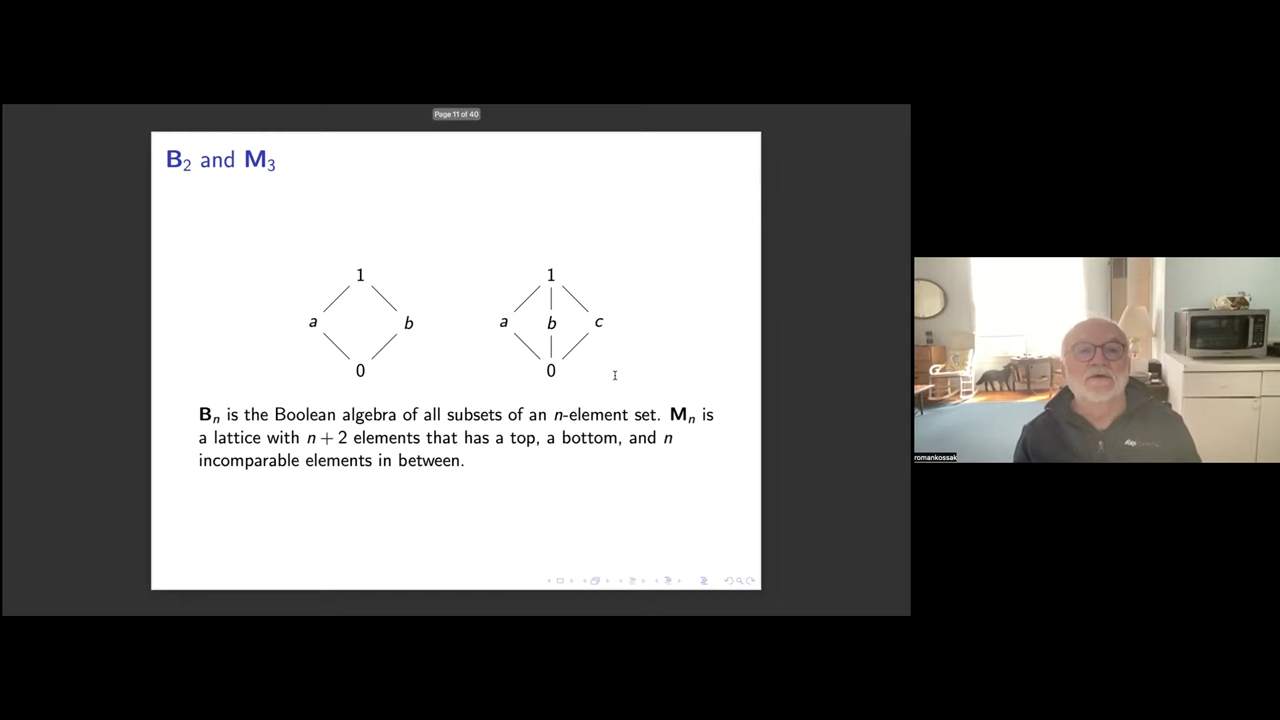 Page 11 of 40
B₂ and M₃
1 1
a b a b c
0 0
Bₙ is the Boolean algebra of all subsets of an n-element set. Mₙ is
a lattice with n + 2 elements that has a top, a bottom, and n
incomparable elements in between.
romankossak